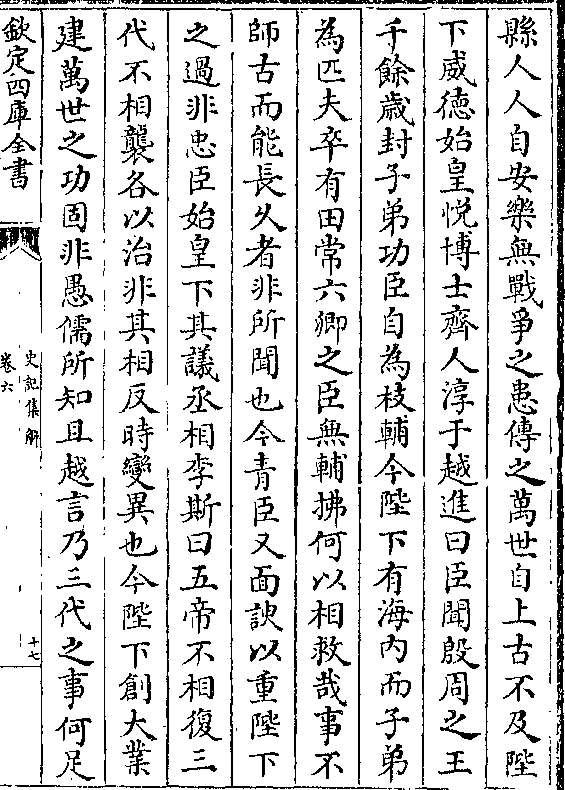 縣人人自安樂無戰爭之患傳之萬世自上古不及陛
下威德始皇悅博士齊人淳于越進曰臣聞殷周之王
千餘歲封子弟功臣自為枝輔今陛下有海內而子弟
為匹夫卒有田常六卿之臣無輔拂何以相救哉事不
師古而能長久者非所聞也今青臣又面諛以重陛下
之過非忠臣始皇下其議丞相李斯曰五帝不相復三
代不相襲各以治非其相反時變異也今陛下創大業
建萬世之功固非愚儒所知且越言乃三代之事何足
欽定四庫全書
史記集解
卷六
十七